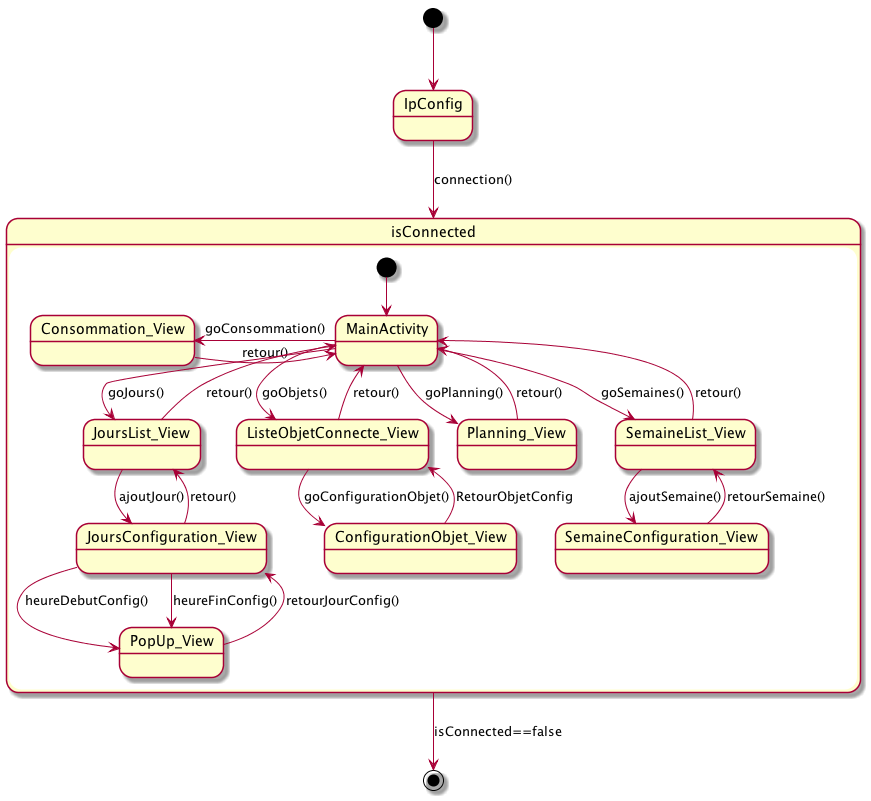 IpConfig
connection()
isConnected
Consommation_View
goConsommation()
MainActivity
retour()
goJours()
retour()
goObjets()
retour()
goPlanning()
retour()
goSemaines()
retour()
JoursList_View
ListeObjetConnecte_View
Planning_View
SemaineList_View
ajoutJour()
retour()
goConfigurationObjet()
RetourObjetConfig
ajoutSemaine()
retourSemaine()
JoursConfiguration_View
ConfigurationObjet_View
SemaineConfiguration_View
heureDebutConfig()
heureFinConfig()
retourJourConfig()
PopUp_View
isConnected==false